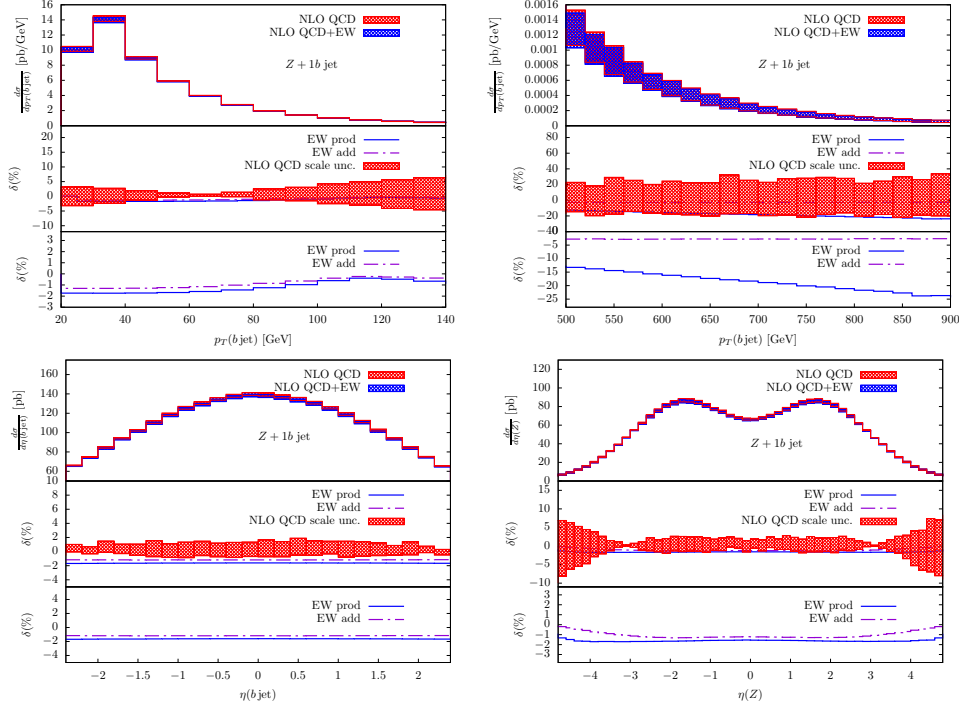 NLO QCD
NLO QCD+EW
Z + 1b jet
dσ/dp_T(b jet) [pb/GeV]
16
14
12
10
8
6
4
2
0
EW prod
EW add
NLO QCD scale unc.
δ(%)
20
15
10
5
0
−5
−10
EW prod
EW add
δ(%)
3
2
1
0
−1
−2
−3
20 40 60 80 100 120 140
p_T(b jet) [GeV]
NLO QCD
NLO QCD+EW
Z + 1b jet
dσ/dp_T(b jet) [pb/GeV]
0.0016
0.0014
0.0012
0.001
0.0008
0.0006
0.0004
0.0002
0
EW prod
EW add
NLO QCD scale unc.
δ(%)
80
60
40
20
0
−20
−40
EW prod
EW add
δ(%)
0
−5
−10
−15
−20
−25
500 550 600 650 700 750 800 850 900
p_T(b jet) [GeV]
NLO QCD
NLO QCD+EW
Z + 1b jet
dσ/dη(b jet) [pb]
160
140
120
100
80
60
EW prod
EW add
NLO QCD scale unc.
δ(%)
10
8
6
4
2
0
−2
−4
EW prod
EW add
δ(%)
4
2
0
−2
−4
−2 −1.5 −1 −0.5 0 0.5 1 1.5 2
η(b jet)
NLO QCD
NLO QCD+EW
Z + 1b jet
dσ/dη(Z) [pb]
120
100
80
60
40
20
0
EW prod
EW add
NLO QCD scale unc.
δ(%)
15
10
5
0
−5
−10
EW prod
EW add
δ(%)
3
2
1
0
−1
−2
−3
−4 −3 −2 −1 0 1 2 3 4
η(Z)